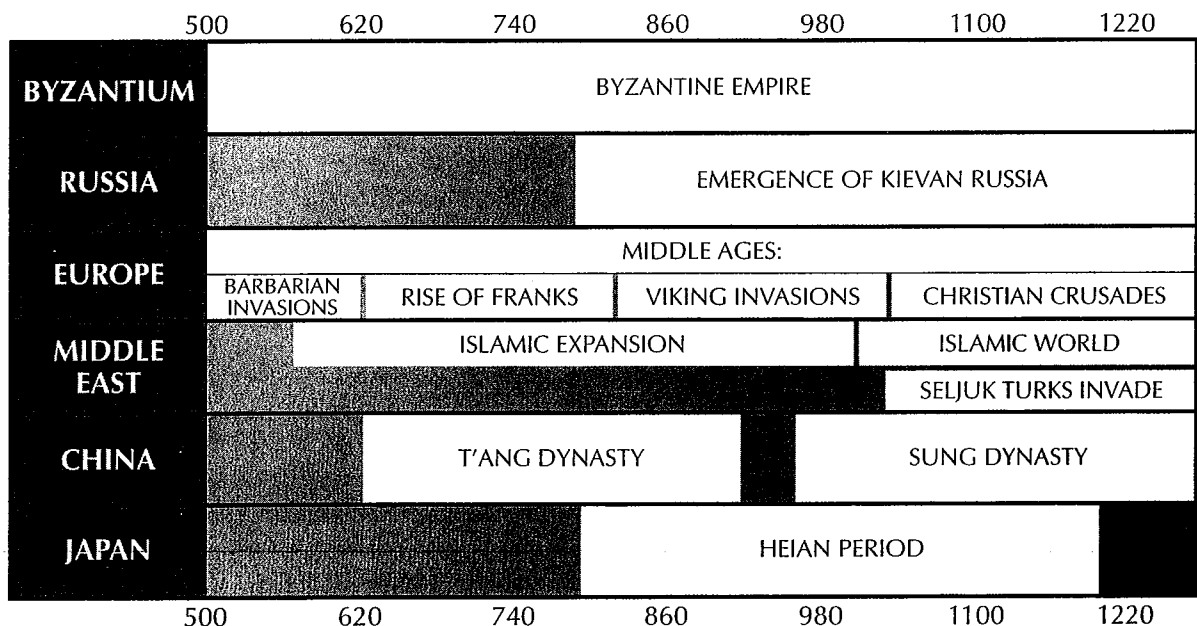 500 620 740 860 980 1100 1220
BYZANTIUM
BYZANTINE EMPIRE
RUSSIA
EMERGENCE OF KIEVAN RUSSIA
EUROPE
MIDDLE AGES:
BARBARIAN
INVASIONS
RISE OF FRANKS
VIKING INVASIONS
CHRISTIAN CRUSADES
MIDDLE
EAST
ISLAMIC EXPANSION
ISLAMIC WORLD
SELJUK TURKS INVADE
CHINA
T'ANG DYNASTY
SUNG DYNASTY
JAPAN
HEIAN PERIOD
500 620 740 860 980 1100 1220